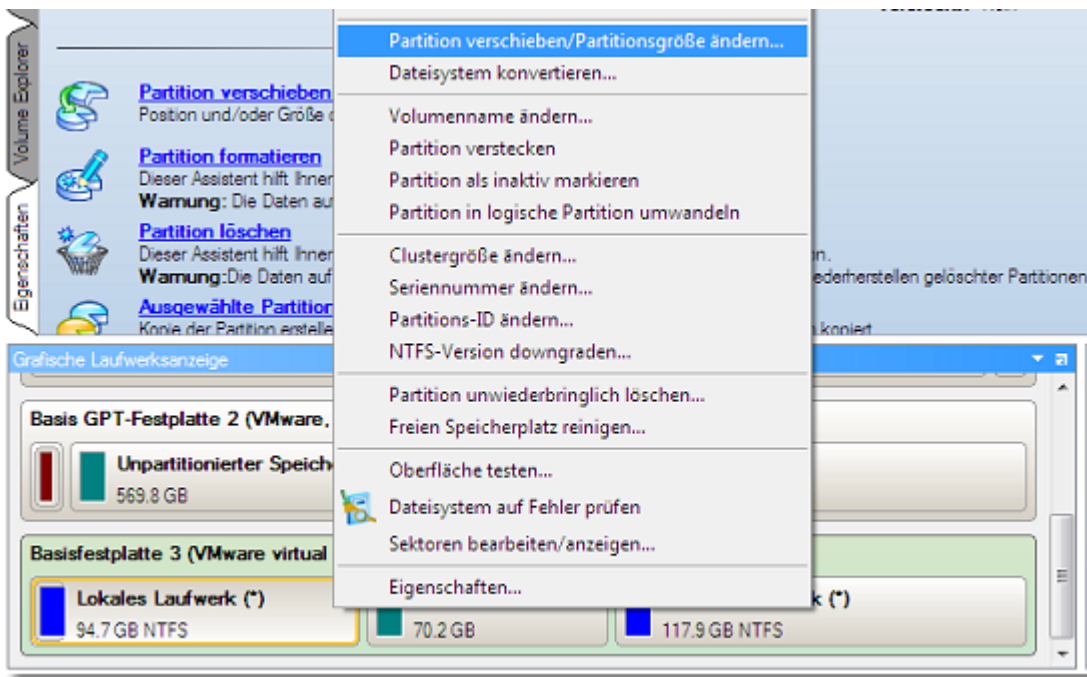 Volume Explorer
Eigenschaften
Partition verschieben/Partitionsgröße ändern...
Dateisystem konvertieren...
Volumenname ändern...
Partition verstecken
Partition als inaktiv markieren
Partition in logische Partition umwandeln
Clustergröße ändern...
Seriennummer ändern...
Partitions-ID ändern...
NTFS-Version downgraden...
Partition unwiederbringlich löschen...
Freien Speicherplatz reinigen...
Oberfläche testen...
Dateisystem auf Fehler prüfen
Sektoren bearbeiten/anzeigen...
Eigenschaften...
Partition verschieben
Position und/oder Größe
Partition formatieren
Dieser Assistent hilft Ihnen
Warnung: Die Daten auf
Partition löschen
Dieser Assistent hilft Ihnen
Warnung:Die Daten auf
gelöschter Partitionen
Ausgewählte Partition
Kopie der Partition
kopiert
Grafische Laufwerksanzeige
Basis GPT-Festplatte 2 (VMware,
Unpartitionierter
569.8 GB
Basisfestplatte 3 (VMware virtual
Lokales Laufwerk (*)
94.7 GB NTFS
70.2 GB
(*)
117.9 GB NTFS